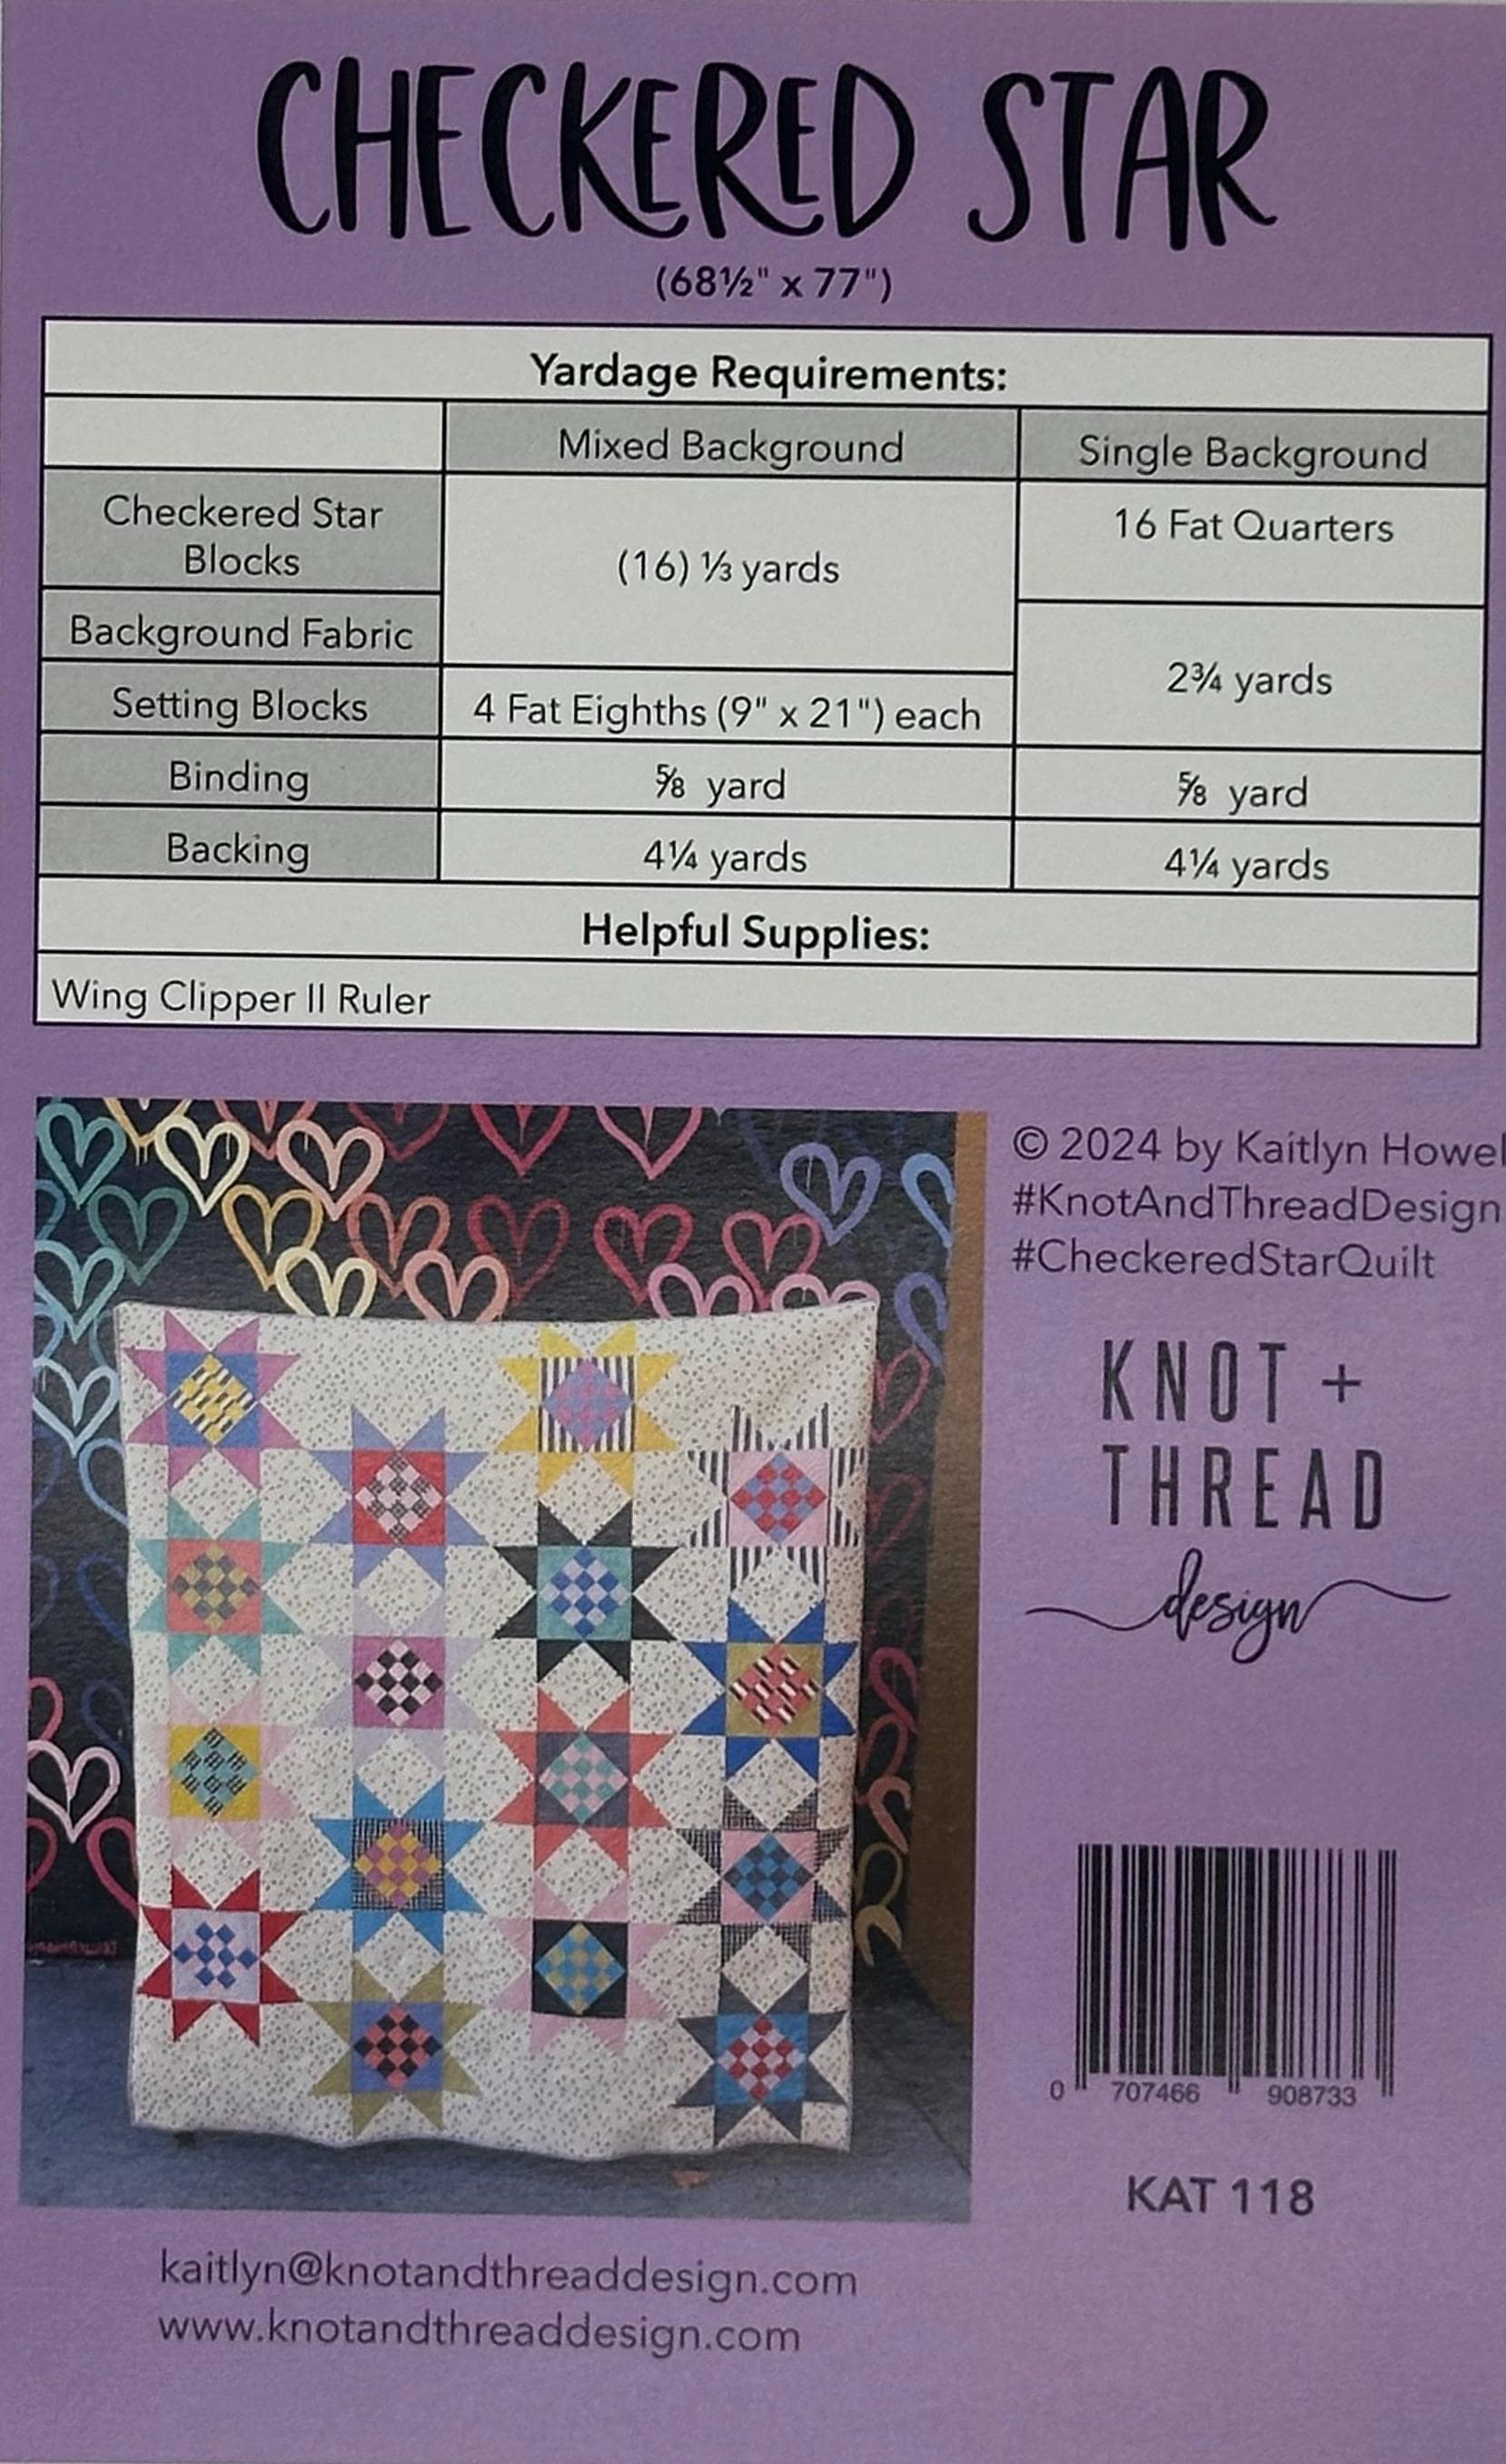 CHECKERED STAR
(68½" x 77")
Yardage Requirements:
Mixed Background
Single Background
Checkered Star
Blocks
(16) ⅓ yards
16 Fat Quarters
Background Fabric
2¾ yards
Setting Blocks
4 Fat Eighths (9" x 21") each
Binding
⅝ yard
⅝ yard
Backing
4¼ yards
4¼ yards
Helpful Supplies:
Wing Clipper II Ruler
© 2024 by Kaitlyn Howel
#KnotAndThreadDesign
#CheckeredStarQuilt
KNOT +
THREAD
design
0 707466 908733
KAT 118
kaitlyn@knotandthreaddesign.com
www.knotandthreaddesign.com